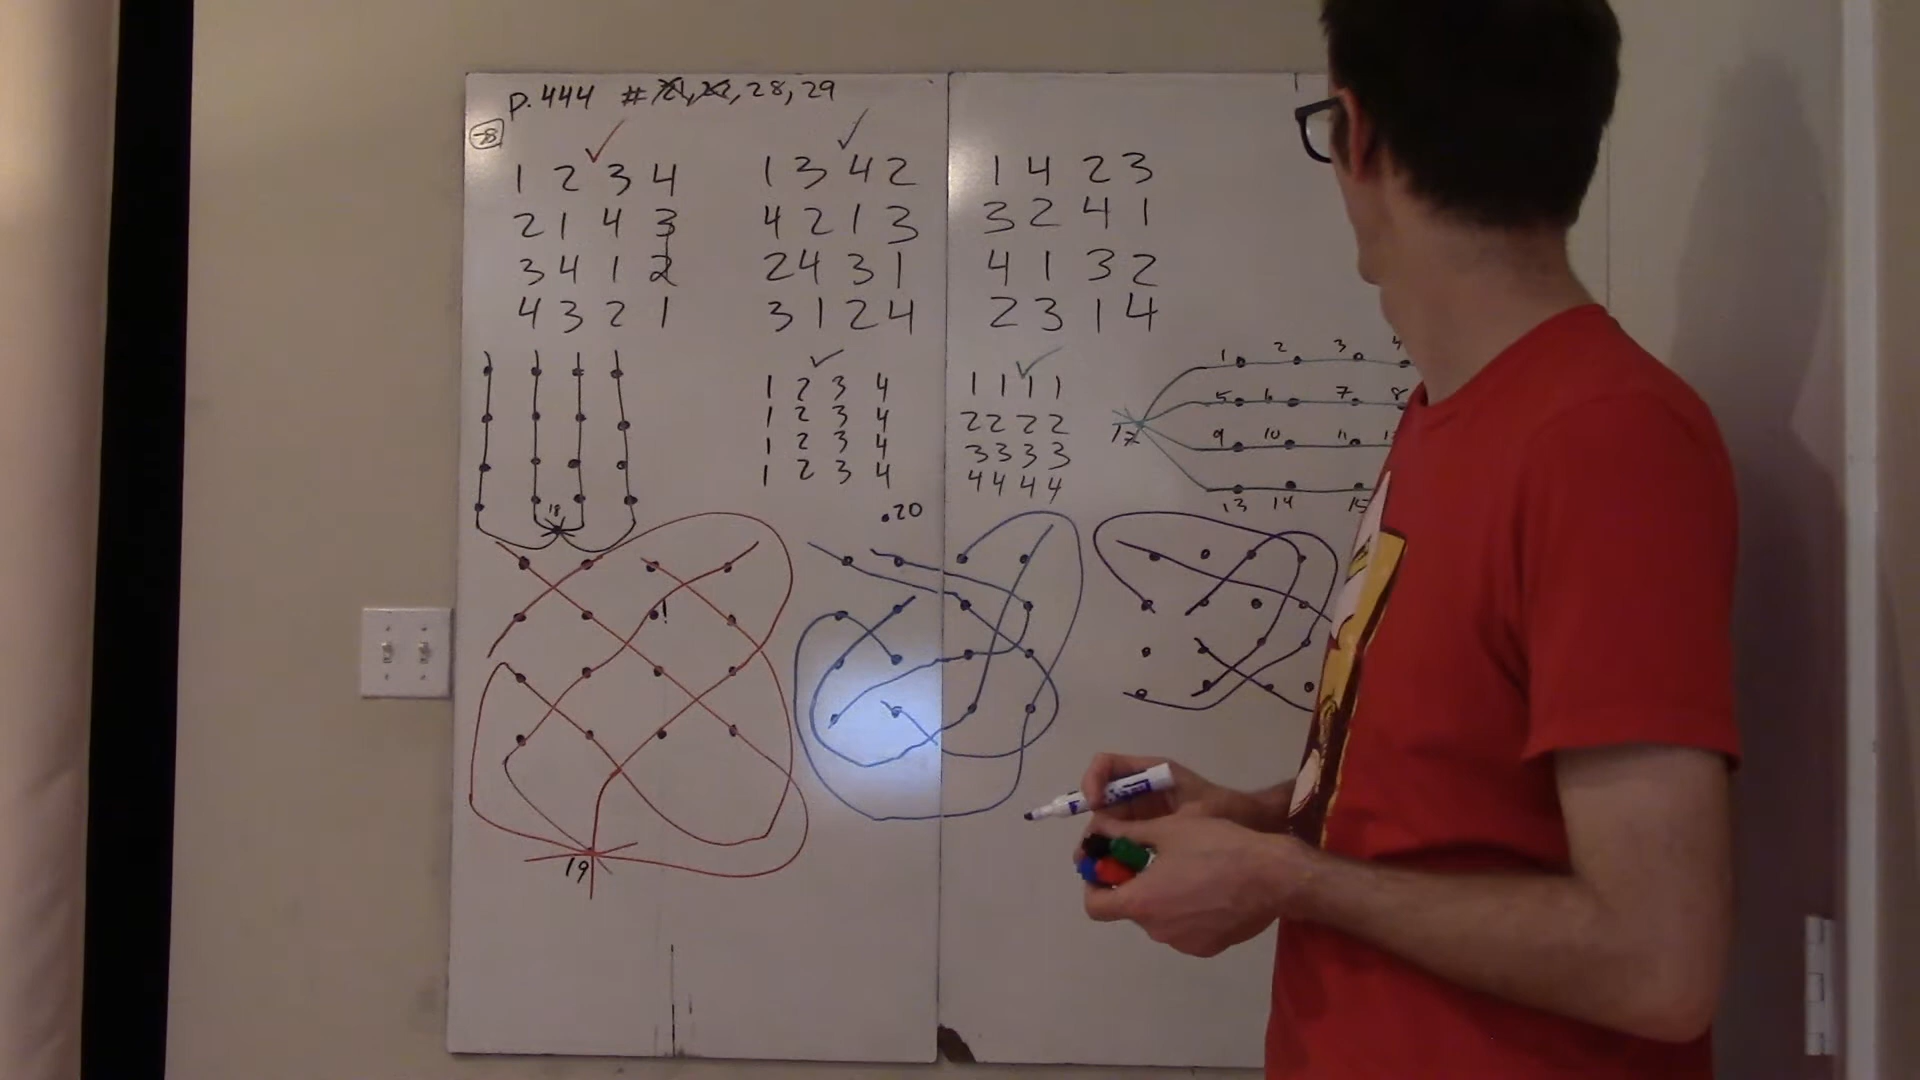 p.444 # 21, 22, 28, 29
1 2 3 4
2 1 4 3
3 4 1 2
4 3 2 1
1 3 4 2
4 2 1 3
2 4 3 1
3 1 2 4
1 4 2 3
3 2 4 1
4 1 3 2
2 3 1 4
1 2 3 4
1 2 3 4
1 2 3 4
1 2 3 4
1 1 1 1
2 2 2 2
3 3 3 3
4 4 4 4
1 2 3 4
5 6 7 8
17
9 10 11
13 14 15
18
.20
!
19